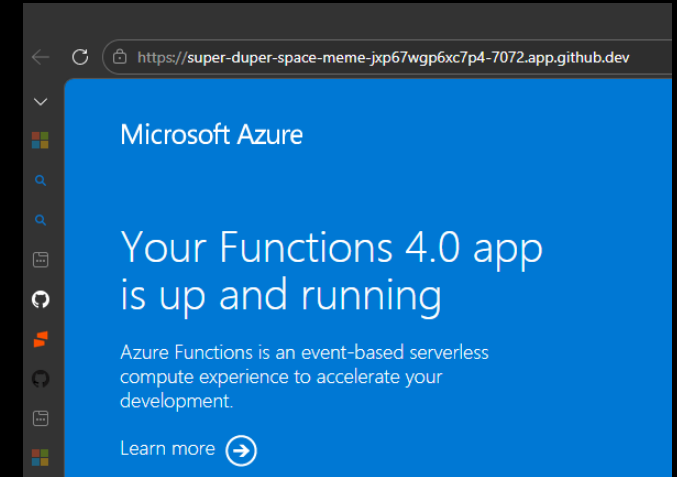 https://super-duper-space-meme-jxp67wgp6xc7p4-7072.app.github.dev
Microsoft Azure
Your Functions 4.0 app
is up and running
Azure Functions is an event-based serverless
compute experience to accelerate your
development.
Learn more